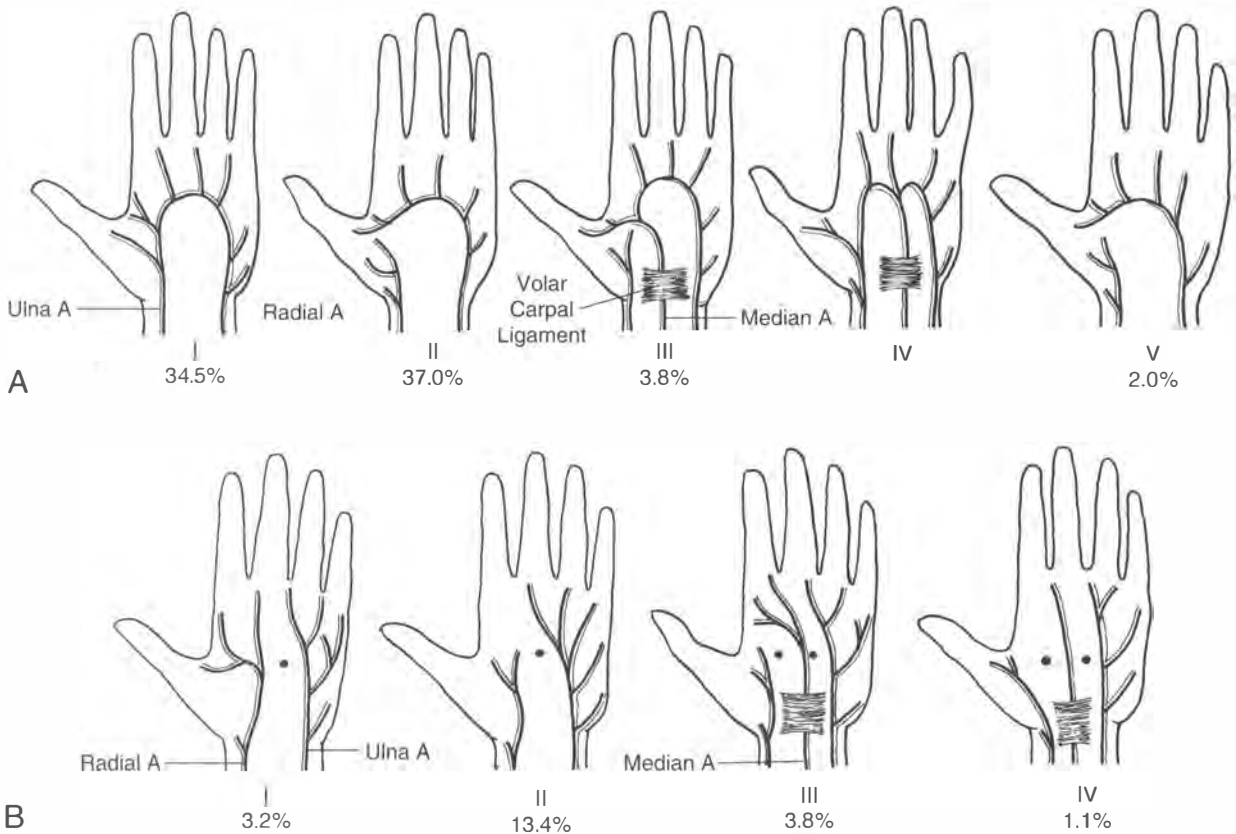 A
Ulna A
Radial A
Volar
Carpal
Ligament
Median A
I
II
III
IV
V
34.5%
37.0%
3.8%
2.0%
B
Radial A
Ulna A
Median A
I
II
III
IV
3.2%
13.4%
3.8%
1.1%